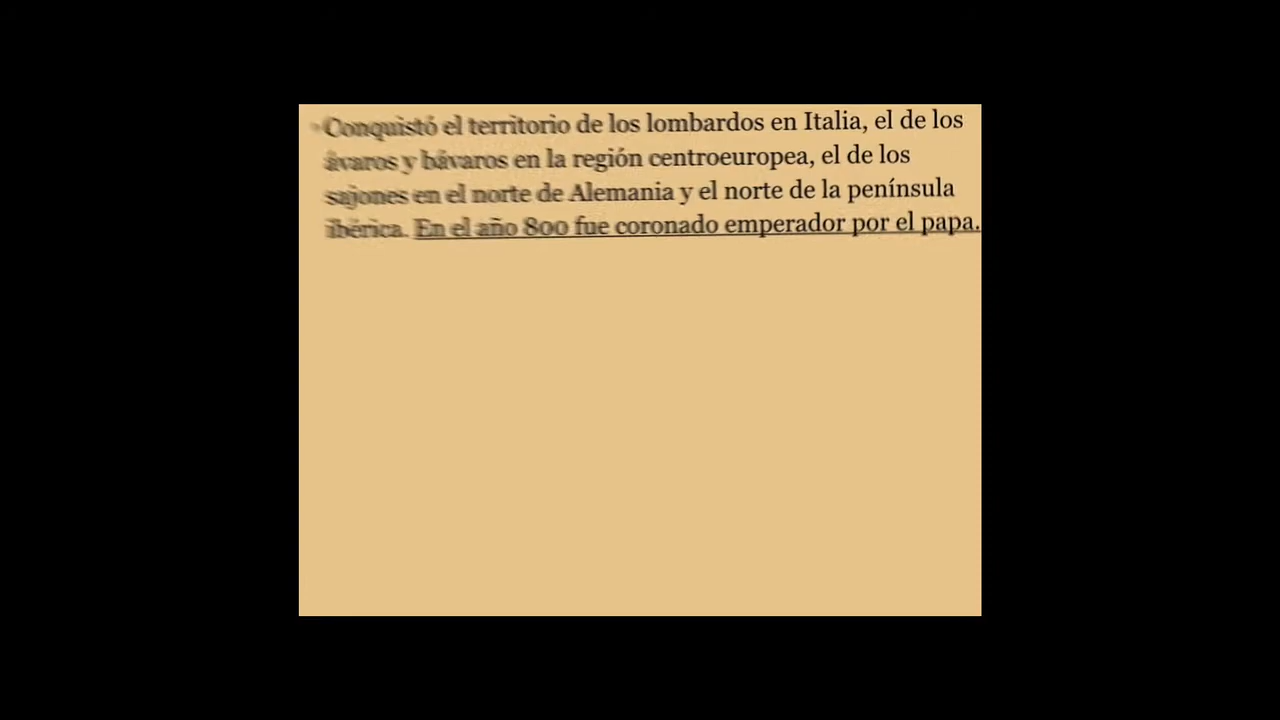 Conquistó el territorio de los lombardos en Italia, el de los
ávaros y bávaros en la región centroeuropea, el de los
sajones en el norte de Alemania y el norte de la península
ibérica. En el año 800 fue coronado emperador por el papa.